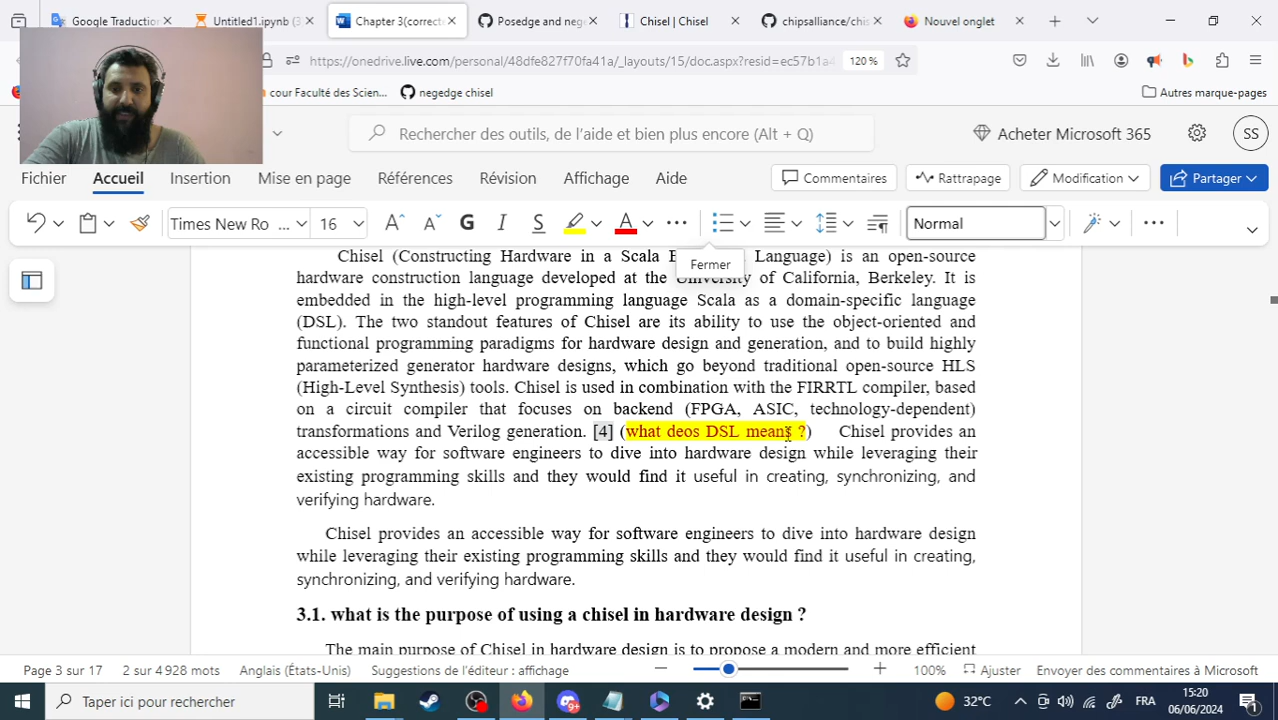 Google Traduction
Untitled1.ipynb (3
Chapter 3(correcte
Posedge and nege
Chisel | Chisel
chipsalliance/chis
Nouvel onglet
https://onedrive.live.com/personal/48dfe827f70fa41a/_layouts/15/doc.aspx?resid=ec57b1a4
120 %
cour Faculté des Scien...
negedge chisel
Autres marque-pages
Rechercher des outils, de l'aide et bien plus encore (Alt + Q)
Acheter Microsoft 365
SS
Fichier
Accueil
Insertion
Mise en page
Références
Révision
Affichage
Aide
Commentaires
Rattrapage
Modification
Partager
Times New Ro ...
16
G
I
S
A
Normal
Fermer
Chisel (Constructing Hardware in a Scala E Language) is an open-source
hardware construction language developed at the University of California, Berkeley. It is
embedded in the high-level programming language Scala as a domain-specific language
(DSL). The two standout features of Chisel are its ability to use the object-oriented and
functional programming paradigms for hardware design and generation, and to build highly
parameterized generator hardware designs, which go beyond traditional open-source HLS
(High-Level Synthesis) tools. Chisel is used in combination with the FIRRTL compiler, based
on a circuit compiler that focuses on backend (FPGA, ASIC, technology-dependent)
transformations and Verilog generation. [4] (what deos DSL means ?) Chisel provides an
accessible way for software engineers to dive into hardware design while leveraging their
existing programming skills and they would find it useful in creating, synchronizing, and
verifying hardware.
Chisel provides an accessible way for software engineers to dive into hardware design
while leveraging their existing programming skills and they would find it useful in creating,
synchronizing, and verifying hardware.
3.1. what is the purpose of using a chisel in hardware design ?
The main purpose of Chisel in hardware design is to propose a modern and more efficient
Page 3 sur 17
2 sur 4 928 mots
Anglais (États-Unis)
Suggestions de l'éditeur : affichage
100%
Ajuster
Envoyer des commentaires à Microsoft
Taper ici pour rechercher
32°C
FRA
15:20
06/06/2024
1